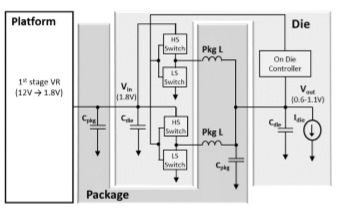 Platform
1st stage VR
(12V → 1.8V)
Die
HS
Switch
LS
Switch
Pkg L
On Die
Controller
Vin
(1.8V)
Vout
(0.6-1.1V)
Cpkg
Cdie
HS
Switch
LS
Switch
Pkg L
Cpkg
Cdie
Idie
Package